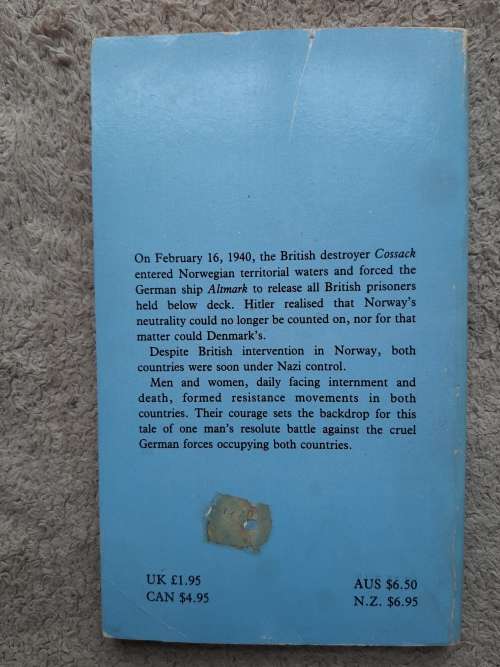 On February 16, 1940, the British destroyer Cossack
entered Norwegian territorial waters and forced the
German ship Altmark to release all British prisoners
held below deck. Hitler realised that Norway's
neutrality could no longer be counted on, nor for that
matter could Denmark's.
Despite British intervention in Norway, both
countries were soon under Nazi control.
Men and women, daily facing internment and
death, formed resistance movements in both
countries. Their courage sets the backdrop for this
tale of one man's resolute battle against the cruel
German forces occupying both countries.
UK £1.95
CAN $4.95
AUS $6.50
N.Z. $6.95